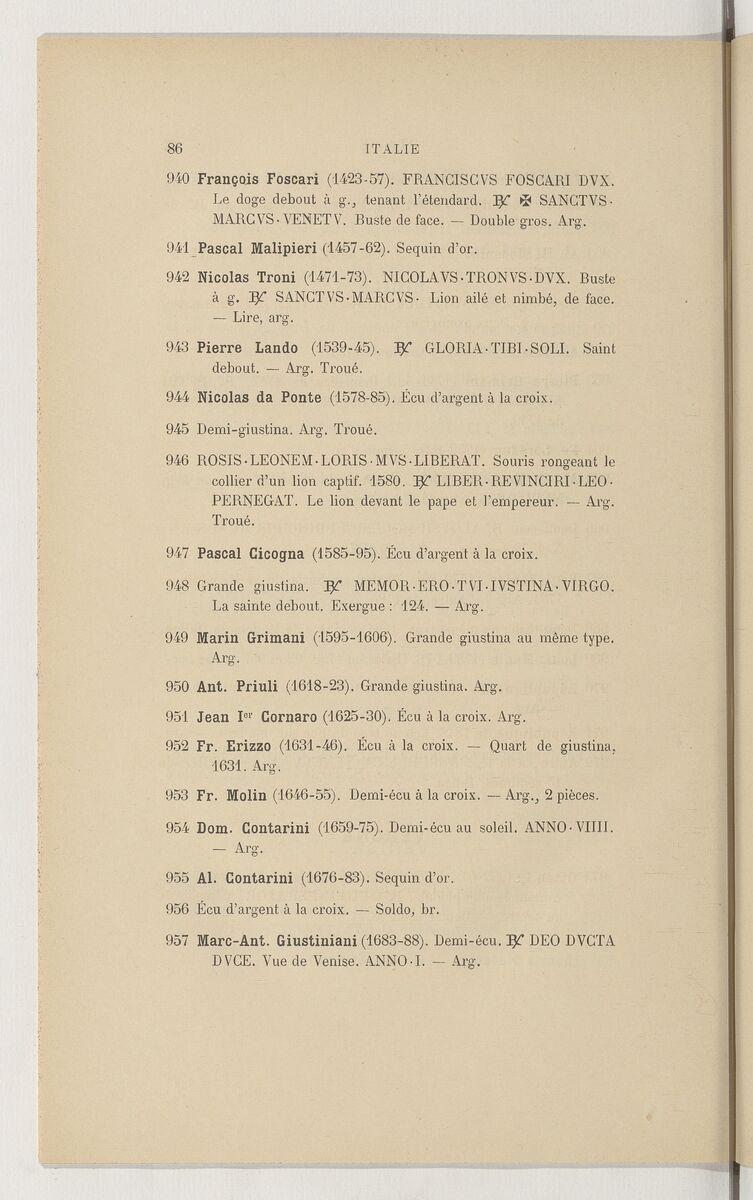 86 ITALIE
940 François Foscari (1423-57). FRANCISCVS FOSCARI DVX.
Le doge debout à g., tenant l'étendard. ℞ ✠ SANCTVS·
MARCVS·VENETV. Buste de face. — Double gros. Arg.
941 Pascal Malipieri (1457-62). Sequin d'or.
942 Nicolas Troni (1471-73). NICOLAVS·TRONVS·DVX. Buste
à g. ℞ SANCTVS·MARCVS· Lion ailé et nimbé, de face.
— Lire, arg.
943 Pierre Lando (1539-45). ℞ GLORIA·TIBI·SOLI. Saint
debout. — Arg. Troué.
944 Nicolas da Ponte (1578-85). Écu d'argent à la croix.
945 Demi-giustina. Arg. Troué.
946 ROSIS·LEONEM·LORIS·MVS·LIBERAT. Souris rongeant le
collier d'un lion captif. 1580. ℞ LIBER·REVINCIRI·LEO·
PERNEGAT. Le lion devant le pape et l'empereur. — Arg.
Troué.
947 Pascal Cicogna (1585-95). Écu d'argent à la croix.
948 Grande giustina. ℞ MEMOR·ERO·TVI·IVSTINA·VIRGO.
La sainte debout. Exergue : 124. — Arg.
949 Marin Grimani (1595-1606). Grande giustina au même type.
Arg.
950 Ant. Priuli (1618-23). Grande giustina. Arg.
951 Jean Ier Cornaro (1625-30). Écu à la croix. Arg.
952 Fr. Erizzo (1631-46). Écu à la croix. — Quart de giustina,
1631. Arg.
953 Fr. Molin (1646-55). Demi-écu à la croix. — Arg., 2 pièces.
954 Dom. Contarini (1659-75). Demi-écu au soleil. ANNO·VIIII.
— Arg.
955 Al. Contarini (1676-83). Sequin d'or.
956 Écu d'argent à la croix. — Soldo, br.
957 Marc-Ant. Giustiniani (1683-88). Demi-écu. ℞ DEO DVCTA
DVCE. Vue de Venise. ANNO·I. — Arg.